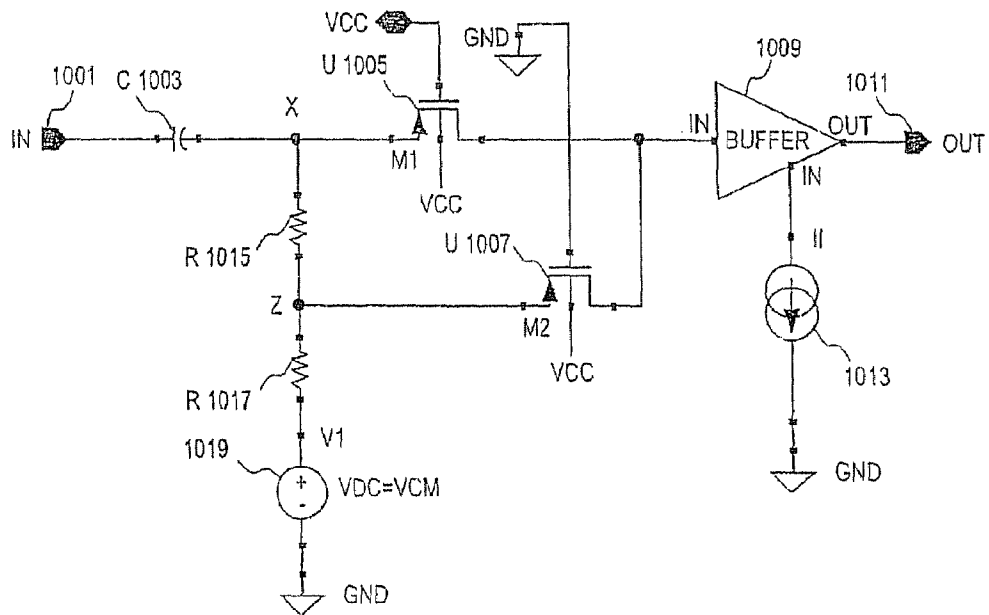 VCC
GND
1009
U 1005
1001
C 1003
1011
X
IN
IN
BUFFER
OUT
OUT
M1
IN
VCC
U 1007
II
R 1015
Z
M2
VCC
1013
R 1017
V1
1019
VDC=VCM
GND
GND